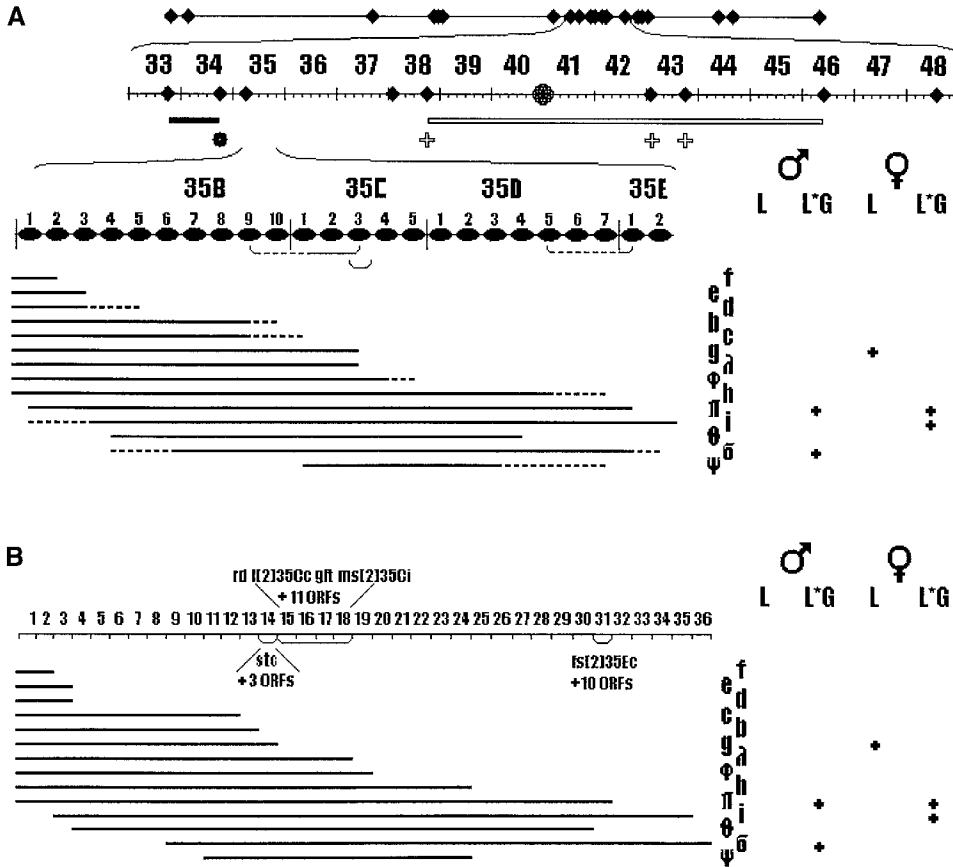 A
33 34 35 36 37 38 39 40 41 42 43 44 45 46 47 48
♂ ♀
35B 35C 35D 35E
L L*G L L*G
1 2 3 4 5 6 7 8 9 10 1 2 3 4 5 1 2 3 4 5 6 7 1 2
f
e
d
b
c
g +
λ
φ
h
π + +
i +
θ
σ +
ψ
B
♂ ♀
rd l(2)35Cc gft ms(2)35Ci
+ 11 ORFs
L L*G L L*G
1 2 3 4 5 6 7 8 9 10 11 12 13 14 15 16 17 18 19 20 21 22 23 24 25 26 27 28 29 30 31 32 33 34 35 36
stc
+ 3 ORFs
fs(2)35Ec
+10 ORFs
f
e
d
c
b
g +
λ
φ
h
π + +
i +
θ
σ +
ψ